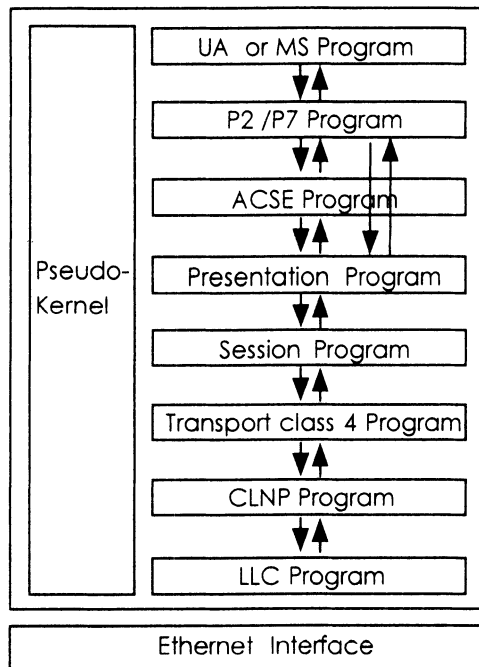 UA or MS Program
P2 /P7 Program
ACSE Program
Pseudo-
Kernel
Presentation Program
Session Program
Transport class 4 Program
CLNP Program
LLC Program
Ethernet Interface